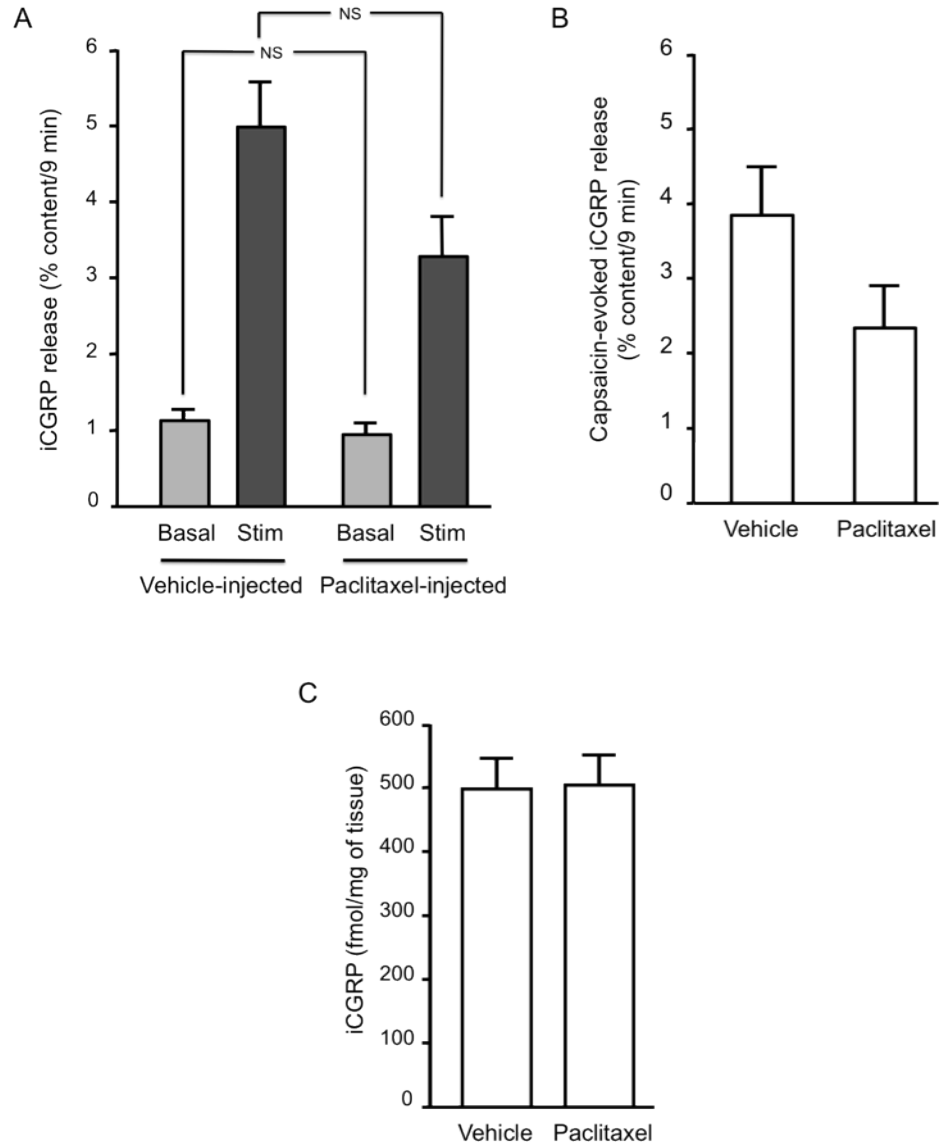 A
NS
NS
iCGRP release (% content/9 min)
6
5
4
3
2
1
0
Basal Stim Basal Stim
Vehicle-injected Paclitaxel-injected
B
Capsaicin-evoked iCGRP release
(% content/9 min)
6
5
4
3
2
1
0
Vehicle Paclitaxel
C
iCGRP (fmol/mg of tissue)
600
500
400
300
200
100
0
Vehicle Paclitaxel